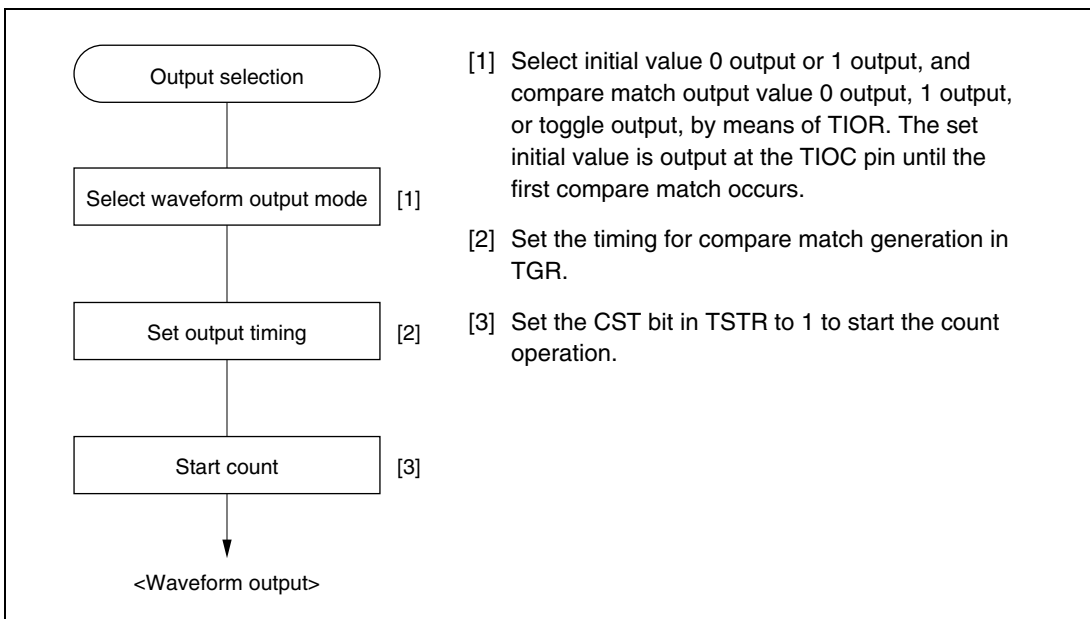 Output selection
Select waveform output mode [1]
Set output timing [2]
Start count [3]
<Waveform output>
[1] Select initial value 0 output or 1 output, and
compare match output value 0 output, 1 output,
or toggle output, by means of TIOR. The set
initial value is output at the TIOC pin until the
first compare match occurs.
[2] Set the timing for compare match generation in
TGR.
[3] Set the CST bit in TSTR to 1 to start the count
operation.